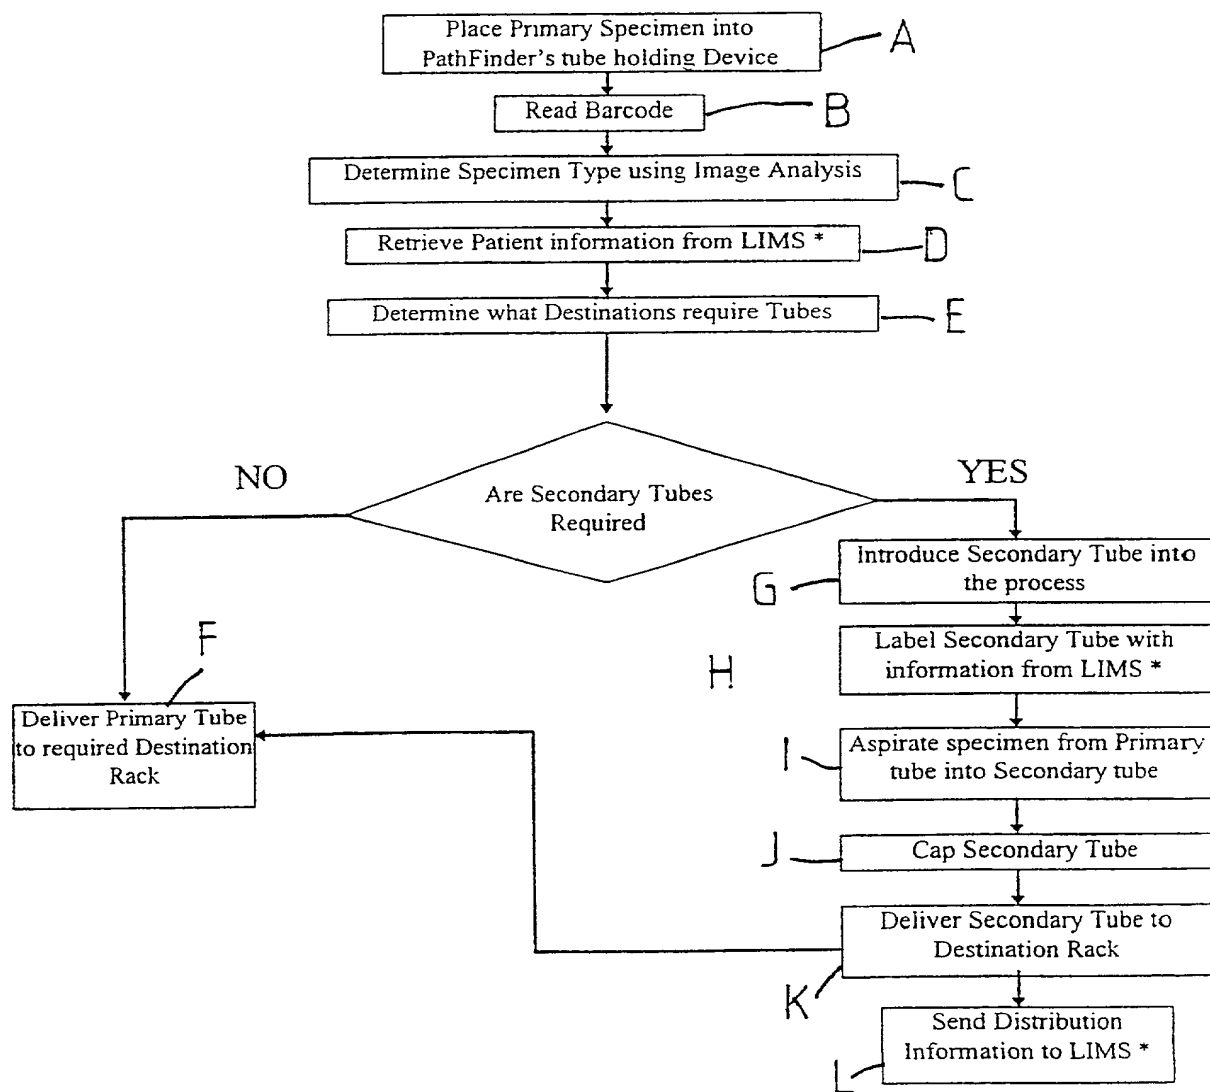 Place Primary Specimen into
PathFinder's tube holding Device
A
Read Barcode
B
Determine Specimen Type using Image Analysis
C
Retrieve Patient information from LIMS *
D
Determine what Destinations require Tubes
E
NO
YES
Are Secondary Tubes
Required
Introduce Secondary Tube into
the process
G
Label Secondary Tube with
information from LIMS *
H
F
Deliver Primary Tube
to required Destination
Rack
Aspirate specimen from Primary
tube into Secondary tube
I
Cap Secondary Tube
J
Deliver Secondary Tube to
Destination Rack
K
Send Distribution
Information to LIMS *
L